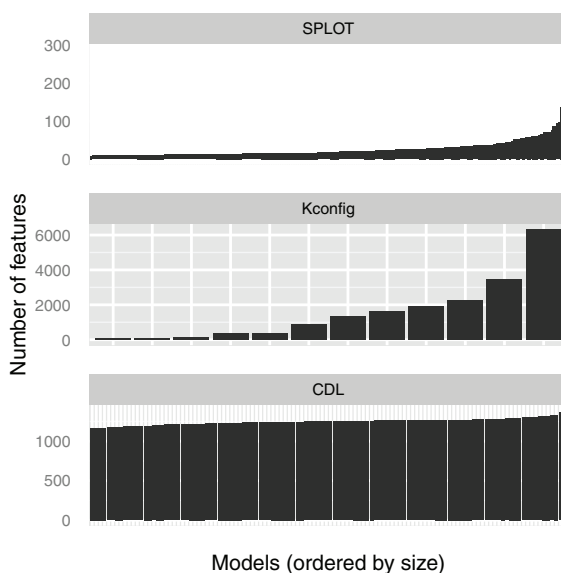 SPLOT
300
200
100
0
Kconfig
6000
4000
2000
0
CDL
1000
500
0
Number of features
Models (ordered by size)